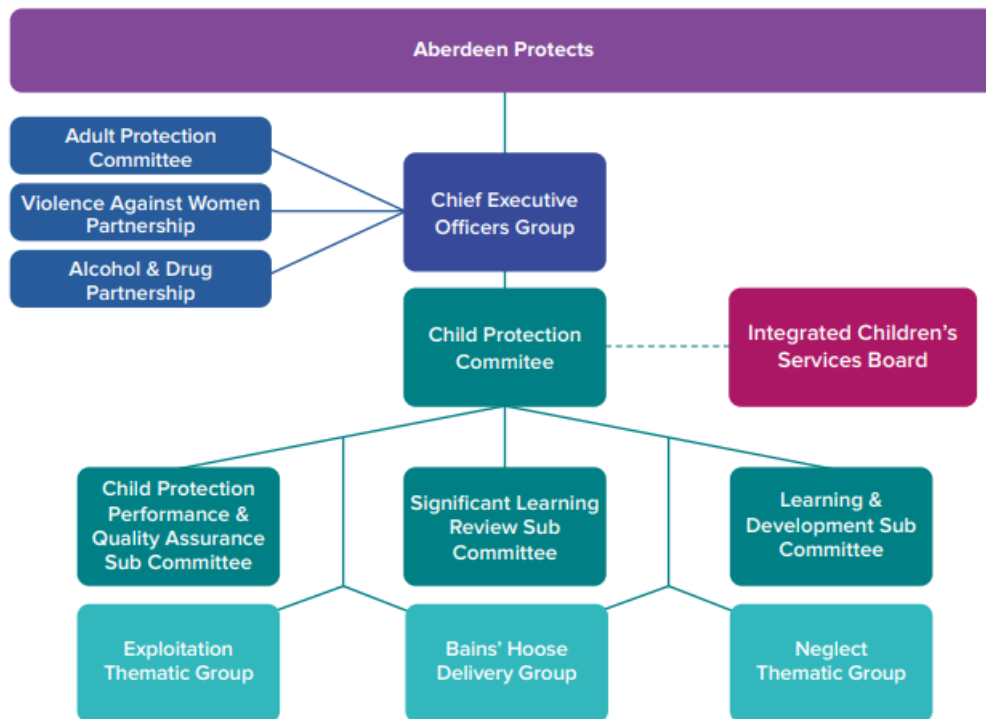 Aberdeen Protects
Adult Protection
Committee
Violence Against Women
Partnership
Alcohol & Drug
Partnership
Chief Executive
Officers Group
Child Protection
Commitee
Integrated Children’s
Services Board
Child Protection
Performance &
Quality Assurance
Sub Committee
Significant Learning
Review Sub
Committee
Learning &
Development Sub
Committee
Exploitation
Thematic Group
Bains’ Hoose
Delivery Group
Neglect
Thematic Group